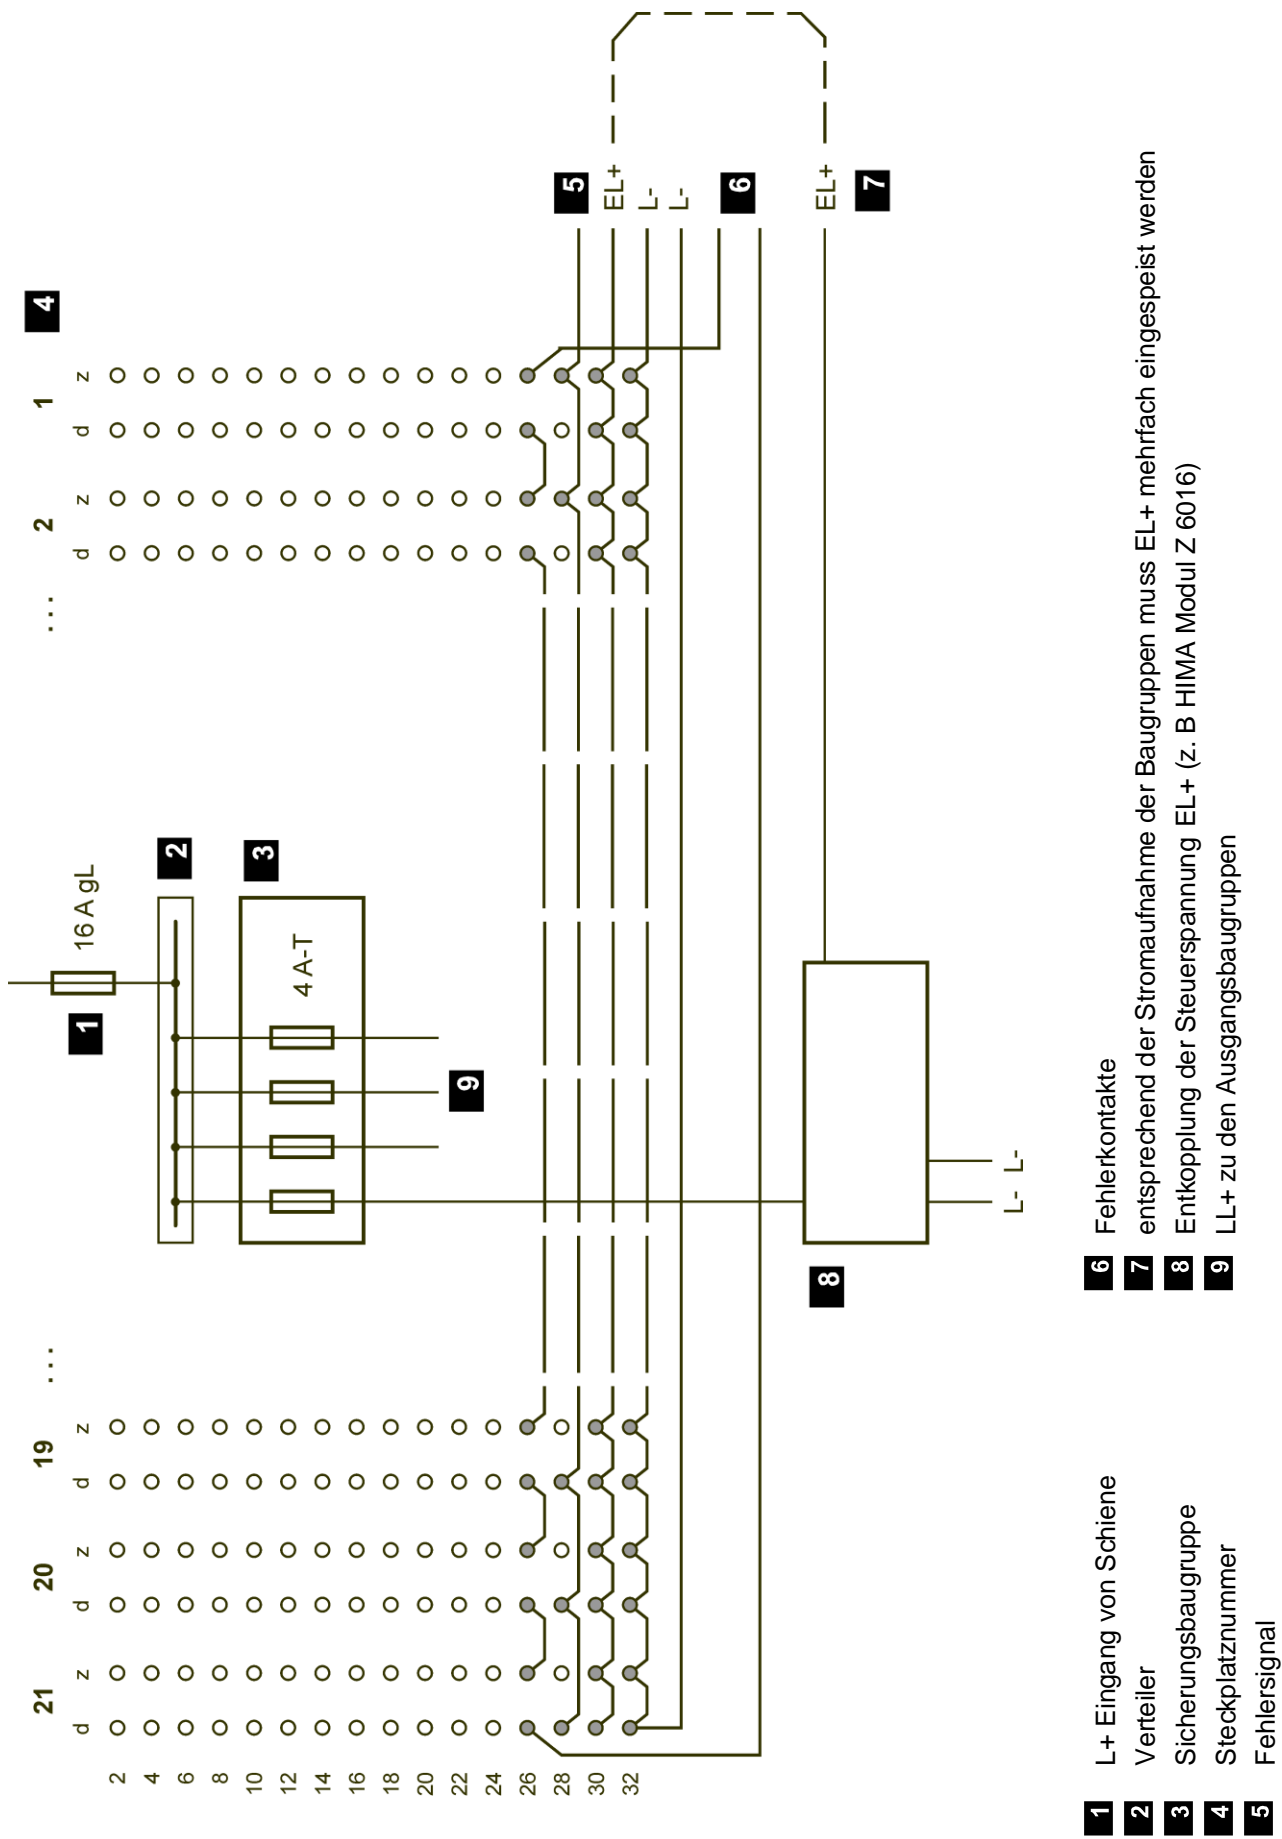 21 20 19 ... ... 2 1 4
d z d z d z d z d z
1 16 A gL
2
4
2
6
8
3
10
12
4 A-T
14
16
18
20
22
9
24
26
28
30
32
5
EL+
L-
L-
6
EL+
8
7
L- L-
1 L+ Eingang von Schiene
2 Verteiler
3 Sicherungsbaugruppe
4 Steckplatznummer
5 Fehlersignal
6 Fehlerkontakte
7 entsprechend der Stromaufnahme der Baugruppen muss EL+ mehrfach eingespeist werden
8 Entkopplung der Steuerspannung EL+ (z. B HIMA Modul Z 6016)
9 LL+ zu den Ausgangsbaugruppen